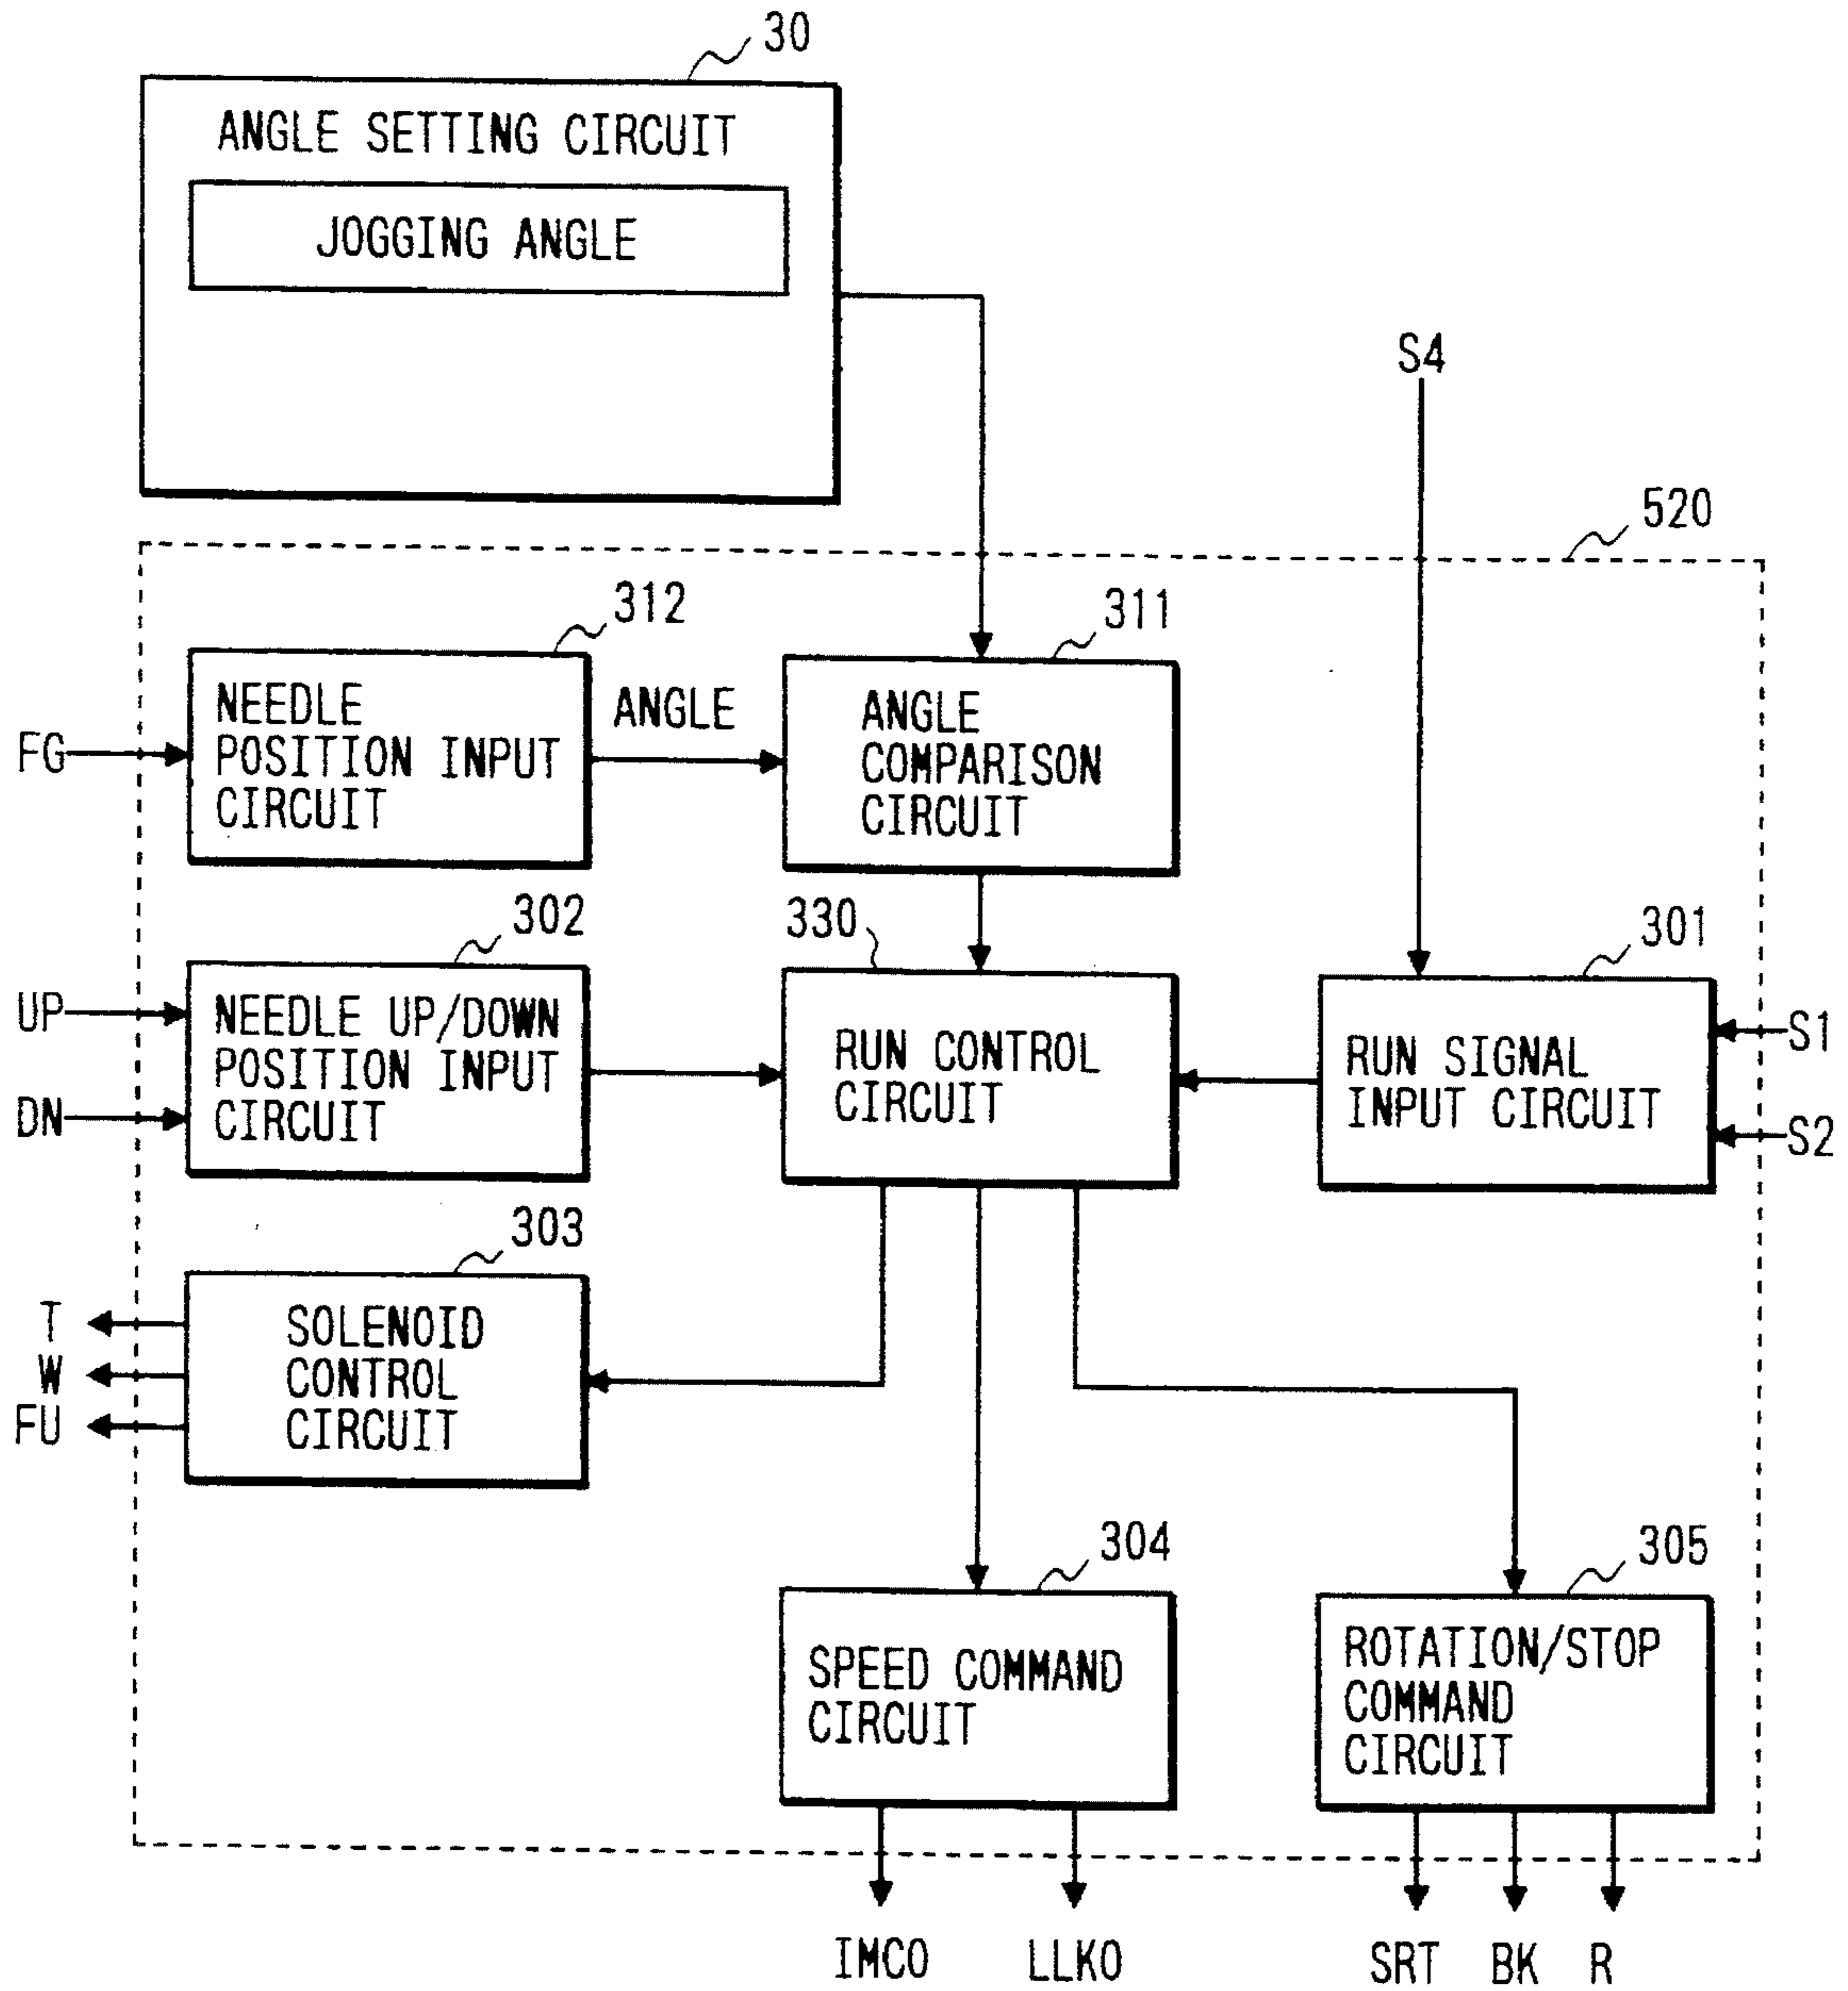 30
ANGLE SETTING CIRCUIT
JOGGING ANGLE
S4
520
312
311
NEEDLE
POSITION INPUT
CIRCUIT
ANGLE
ANGLE
COMPARISON
CIRCUIT
FG
302
330
301
UP
DN
NEEDLE UP/DOWN
POSITION INPUT
CIRCUIT
RUN CONTROL
CIRCUIT
RUN SIGNAL
INPUT CIRCUIT
S1
S2
303
T
W
FU
SOLENOID
CONTROL
CIRCUIT
304
305
SPEED COMMAND
CIRCUIT
ROTATION/STOP
COMMAND
CIRCUIT
IMCO
LLKO
SRT
BK
R